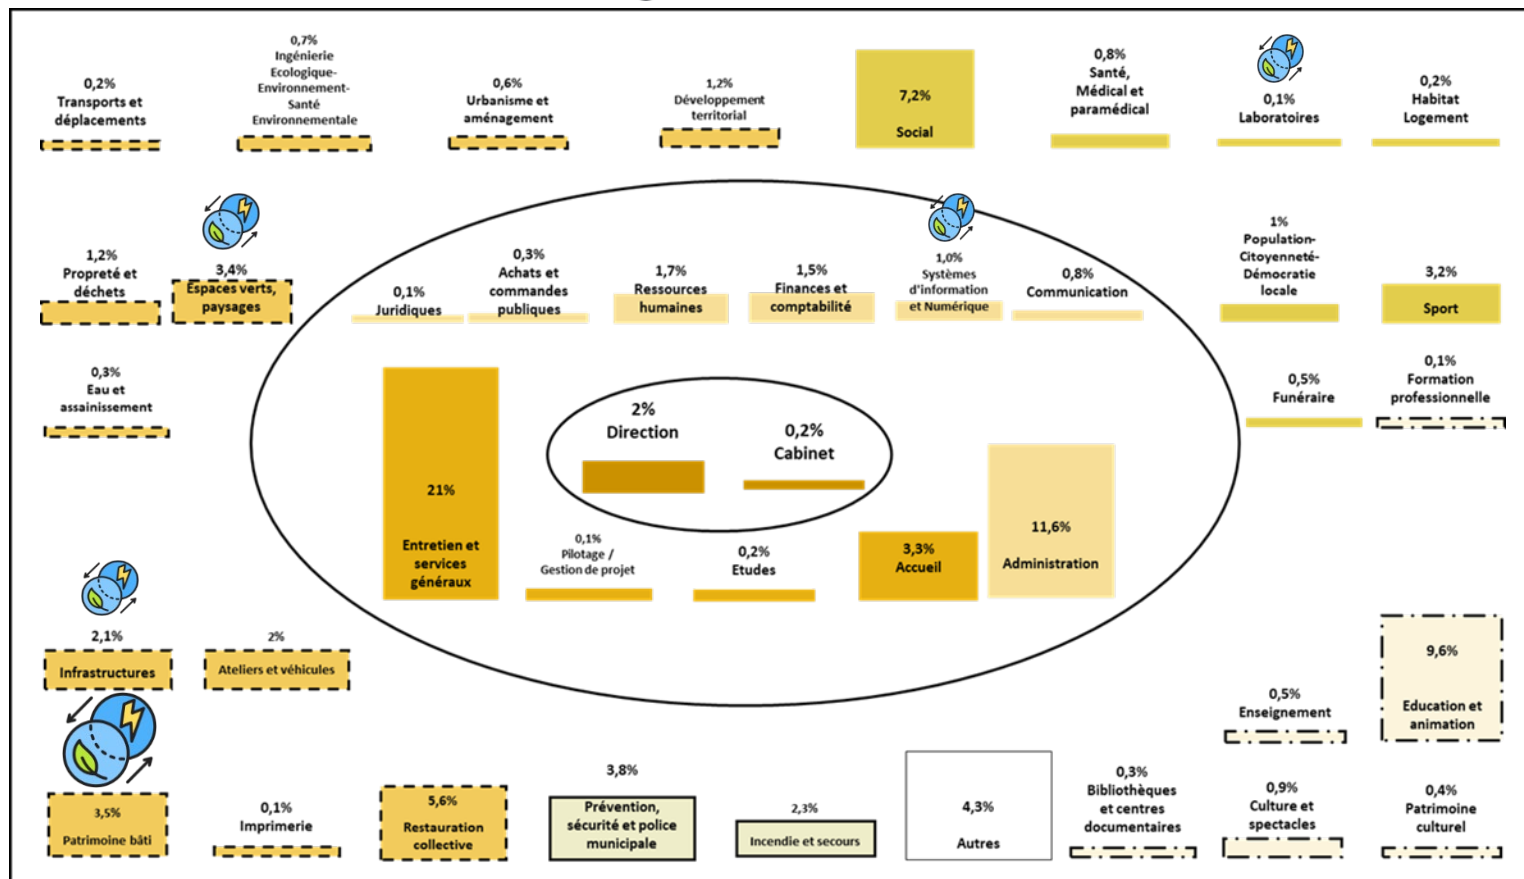 0,2%
Transports et
déplacements
0,7%
Ingénierie
Ecologique-
Environnement-
Santé
Environnementale
0,6%
Urbanisme et
aménagement
1,2%
Développement
territorial
7,2%
Social
0,8%
Santé,
Médical et
paramédical
0,1%
Laboratoires
0,2%
Habitat
Logement
1,2%
Propreté et
déchets
3,4%
Espaces verts,
paysages
0,1%
Juridiques
0,3%
Achats et
commandes
publiques
1,7%
Ressources
humaines
1,5%
Finances et
comptabilité
1,0%
Systèmes
d'information
et Numérique
0,8%
Communication
1%
Population-
Citoyenneté-
Démocratie
locale
3,2%
Sport
0,3%
Eau et
assainissement
2%
Direction
0,2%
Cabinet
0,5%
Funéraire
0,1%
Formation
professionnelle
21%
Entretien et
services
généraux
0,1%
Pilotage /
Gestion de projet
0,2%
Etudes
3,3%
Accueil
11,6%
Administration
2,1%
Infrastructures
2%
Ateliers et véhicules
9,6%
Education et
animation
0,5%
Enseignement
3,5%
Patrimoine bâti
0,1%
Imprimerie
5,6%
Restauration
collective
3,8%
Prévention,
sécurité et police
municipale
2,3%
Incendie et secours
4,3%
Autres
0,3%
Bibliothèques
et centres
documentaires
0,9%
Culture et
spectacles
0,4%
Patrimoine
culturel